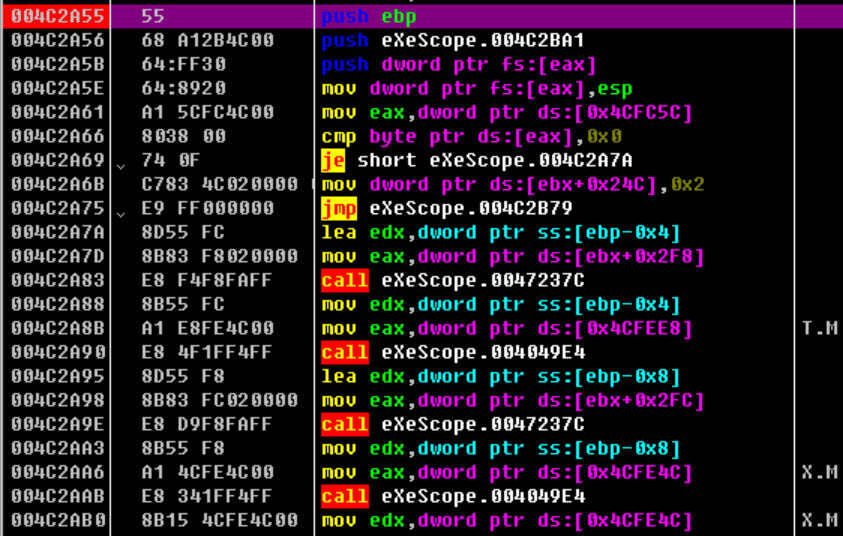 004C2A55 55 push ebp
004C2A56 68 A12B4C00 push eXeScope.004C2BA1
004C2A5B 64:FF30 push dword ptr fs:[eax]
004C2A5E 64:8920 mov dword ptr fs:[eax],esp
004C2A61 A1 5CFC4C00 mov eax,dword ptr ds:[0x4CFC5C]
004C2A66 8038 00 cmp byte ptr ds:[eax],0x0
004C2A69 74 0F je short eXeScope.004C2A7A
004C2A6B C783 4C020000 mov dword ptr ds:[ebx+0x24C],0x2
004C2A75 E9 FF000000 jmp eXeScope.004C2B79
004C2A7A 8D55 FC lea edx,dword ptr ss:[ebp-0x4]
004C2A7D 8B83 F8020000 mov eax,dword ptr ds:[ebx+0x2F8]
004C2A83 E8 F4F8FAFF call eXeScope.0047237C
004C2A88 8B55 FC mov edx,dword ptr ss:[ebp-0x4]
004C2A8B A1 E8FE4C00 mov eax,dword ptr ds:[0x4CFEE8] T.M
004C2A90 E8 4F1FF4FF call eXeScope.004049E4
004C2A95 8D55 F8 lea edx,dword ptr ss:[ebp-0x8]
004C2A98 8B83 FC020000 mov eax,dword ptr ds:[ebx+0x2FC]
004C2A9E E8 D9F8FAFF call eXeScope.0047237C
004C2AA3 8B55 F8 mov edx,dword ptr ss:[ebp-0x8]
004C2AA6 A1 4CFE4C00 mov eax,dword ptr ds:[0x4CFE4C] X.M
004C2AAB E8 341FF4FF call eXeScope.004049E4
004C2AB0 8B15 4CFE4C00 mov edx,dword ptr ds:[0x4CFE4C] X.M